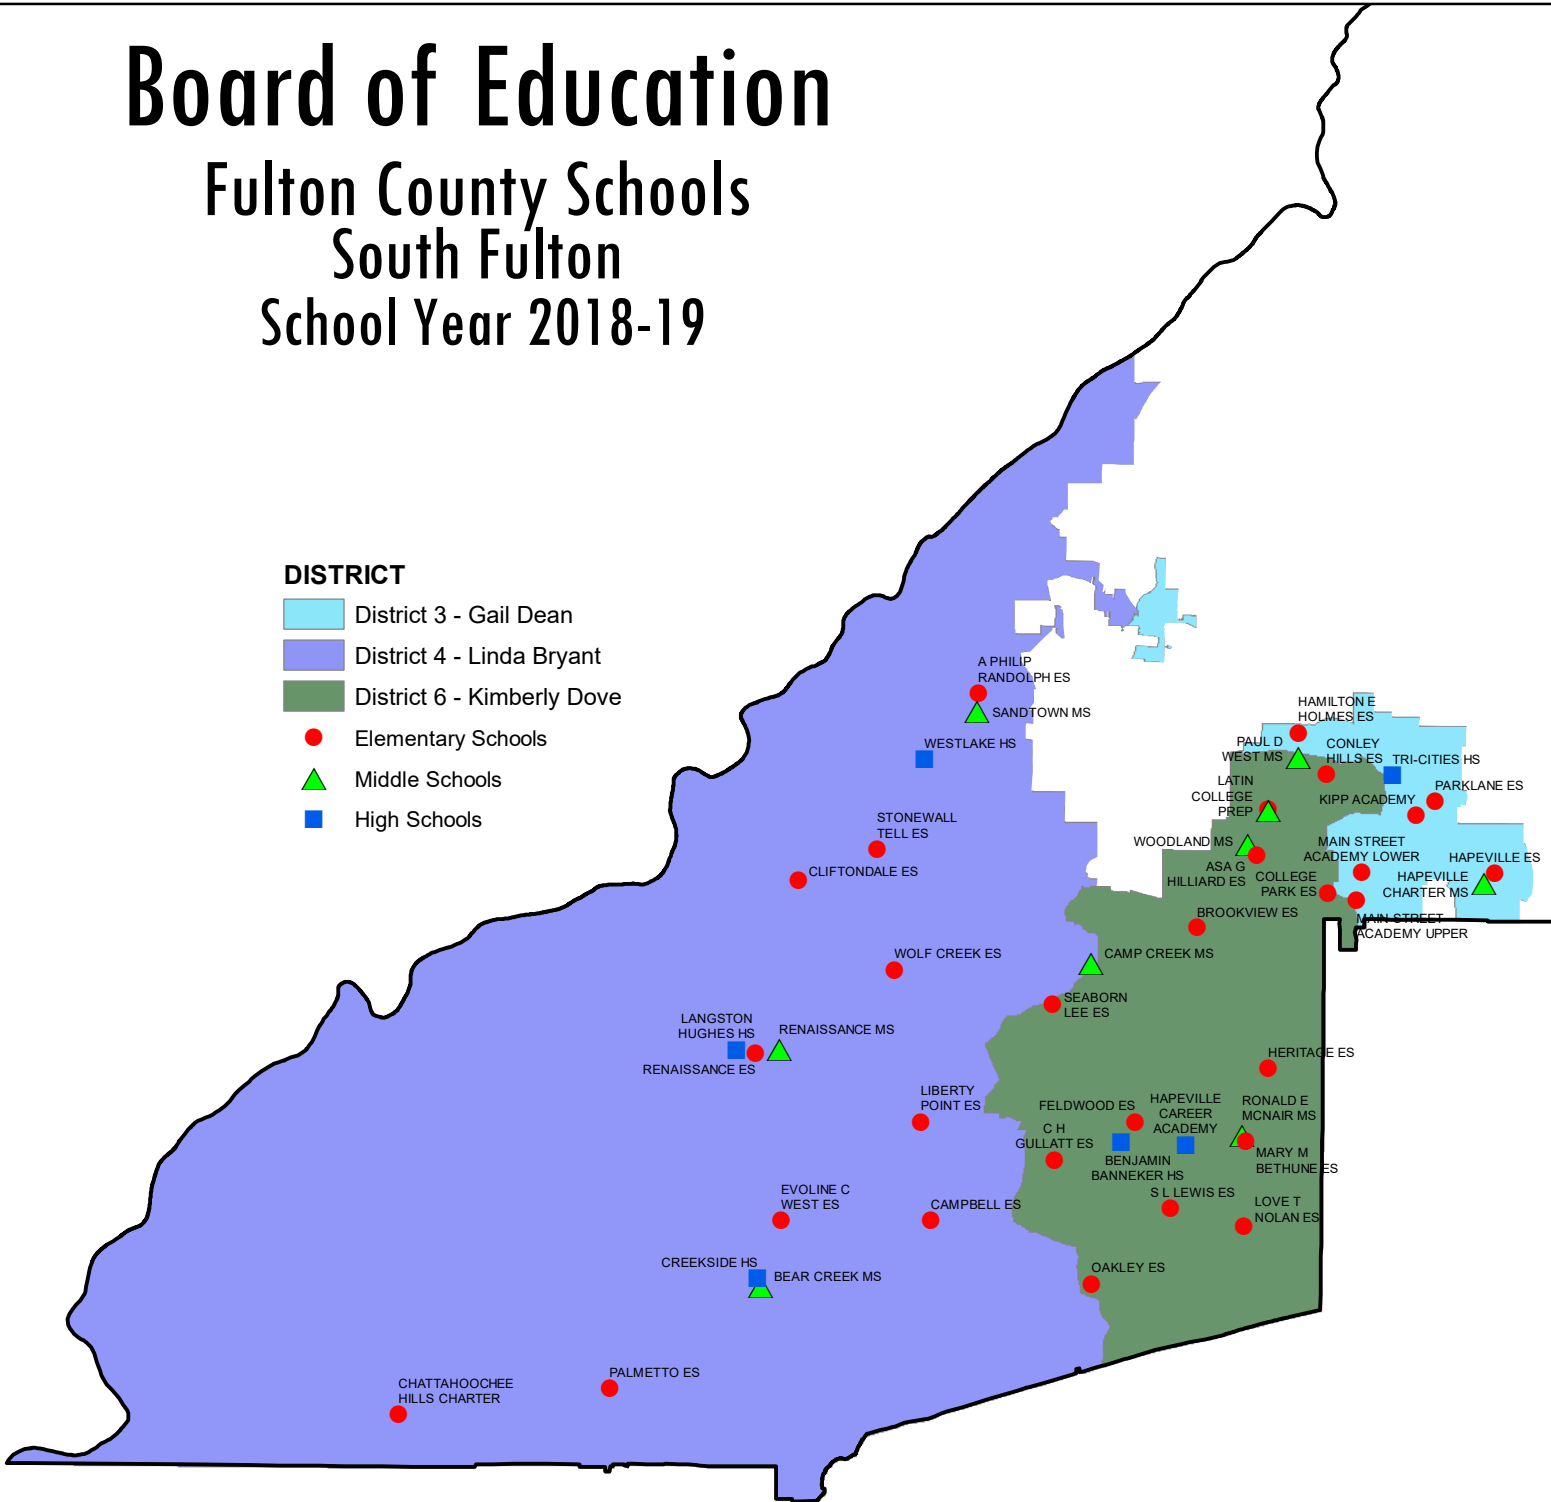 Board of Education
Fulton County Schools
South Fulton
School Year 2018-19
DISTRICT
District 3 - Gail Dean
District 4 - Linda Bryant
District 6 - Kimberly Dove
Elementary Schools
Middle Schools
High Schools
A PHILIP
RANDOLPH ES
SANDTOWN MS
WESTLAKE HS
HAMILTON E
HOLMES ES
PAUL D
WEST MS
CONLEY
HILLS ES
TRI-CITIES HS
LATIN
COLLEGE
PREP
KIPP ACADEMY
PARKLANE ES
STONEWALL
TELL ES
CLIFTONDALE ES
WOODLAND MS
ASA G
HILLIARD ES
MAIN STREET
ACADEMY LOWER
COLLEGE
PARK ES
HAPEVILLE ES
HAPEVILLE
CHARTER MS
BROOKVIEW ES
MAIN STREET
ACADEMY UPPER
WOLF CREEK ES
CAMP CREEK MS
SEABORN
LEE ES
LANGSTON
HUGHES HS
RENAISSANCE MS
RENAISSANCE ES
HERITAGE ES
LIBERTY
POINT ES
FELDWOOD ES
HAPEVILLE
CAREER
ACADEMY
RONALD E
MCNAIR MS
C H
GULLATT ES
BENJAMIN
BANNEKER HS
MARY M
BETHUNE ES
EVOLINE C
WEST ES
CAMPBELL ES
S L LEWIS ES
LOVE T
NOLAN ES
CREEKSIDE HS
BEAR CREEK MS
OAKLEY ES
PALMETTO ES
CHATTAHOOCHEE
HILLS CHARTER